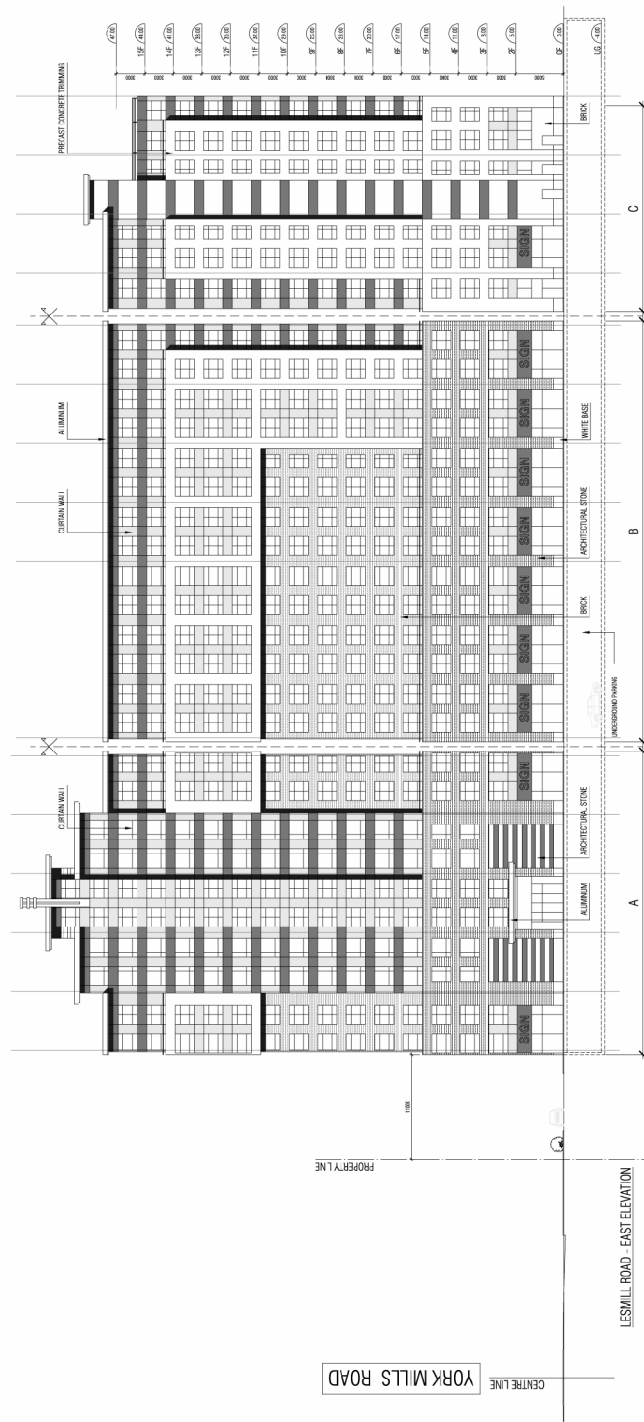 PRECAST CONCRETE TRIMMING
ALUMINUM
CURTAIN WALL
CURTAIN WALL
15F
14F
13F
12F
11F
10F
9F
8F
7F
6F
5F
4F
3F
2F
GF
LG
SIGN
SIGN
SIGN
SIGN
SIGN
SIGN
SIGN
SIGN
SIGN
SIGN
11000
PROPERTY LINE
ALUMINUM
ARCHITECTURAL STONE
UNDERGROUND PARKING
BRICK
ARCHITECTURAL STONE
WHITE BASE
BRICK
A
B
C
YORK MILLS ROAD
CENTRE LINE
LESMILL ROAD - EAST ELEVATION